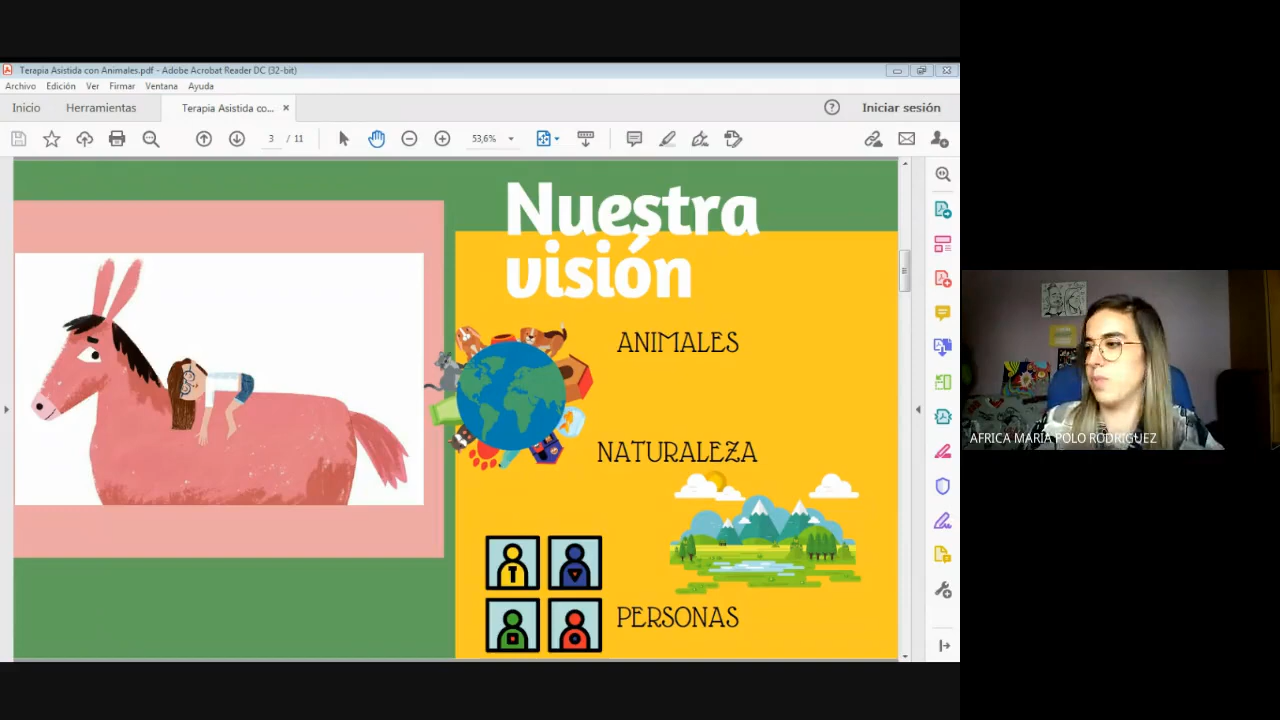 Terapia Asistida con Animales.pdf - Adobe Acrobat Reader DC (32-bit)
Archivo Edición Ver Firmar Ventana Ayuda
Inicio Herramientas Terapia Asistida co... Iniciar sesión
3 / 11 53,6%
Nuestra
visión
ANIMALES
NATURALEZA
PERSONAS
AFRICA MARÍA POLO RODRIGUEZ